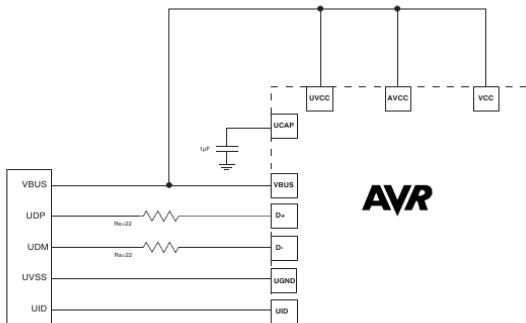 UVCC
AVCC
VCC
UCAP
1µF
VBUS
VBUS
AVR
UDP
Rs=22
D+
UDM
Rs=22
D-
UVSS
UGND
UID
UID